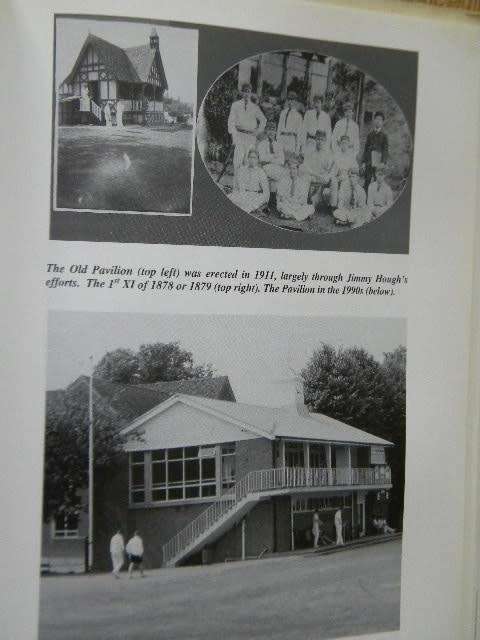 The Old Pavilion (top left) was erected in 1911, largely through Jimmy Hough's
efforts. The 1st XI of 1878 or 1879 (top right). The Pavilion in the 1990s (below).